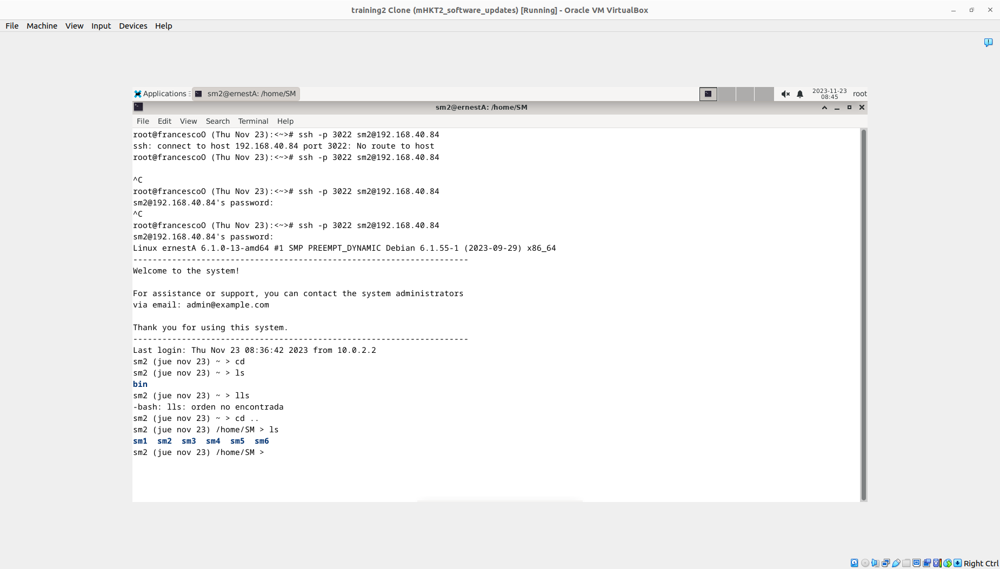 training2 Clone (mHKT2_software_updates) [Running] - Oracle VM VirtualBox
File Machine View Input Devices Help
Applications sm2@ernestA: /home/SM 2023-11-23 08:45 root
sm2@ernestA: /home/SM
File Edit View Search Terminal Help
root@francescoO (Thu Nov 23):<~># ssh -p 3022 sm2@192.168.40.84
ssh: connect to host 192.168.40.84 port 3022: No route to host
root@francescoO (Thu Nov 23):<~># ssh -p 3022 sm2@192.168.40.84
^C
root@francescoO (Thu Nov 23):<~># ssh -p 3022 sm2@192.168.40.84
sm2@192.168.40.84's password:
^C
root@francescoO (Thu Nov 23):<~># ssh -p 3022 sm2@192.168.40.84
sm2@192.168.40.84's password:
Linux ernestA 6.1.0-13-amd64 #1 SMP PREEMPT_DYNAMIC Debian 6.1.55-1 (2023-09-29) x86_64
---------------------------------------------------------------------
Welcome to the system!
For assistance or support, you can contact the system administrators
via email: admin@example.com
Thank you for using this system.
---------------------------------------------------------------------
Last login: Thu Nov 23 08:36:42 2023 from 10.0.2.2
sm2 (jue nov 23) ~ > cd
sm2 (jue nov 23) ~ > ls
bin
sm2 (jue nov 23) ~ > lls
-bash: lls: orden no encontrada
sm2 (jue nov 23) ~ > cd ..
sm2 (jue nov 23) /home/SM > ls
sm1 sm2 sm3 sm4 sm5 sm6
sm2 (jue nov 23) /home/SM >
Right Ctrl